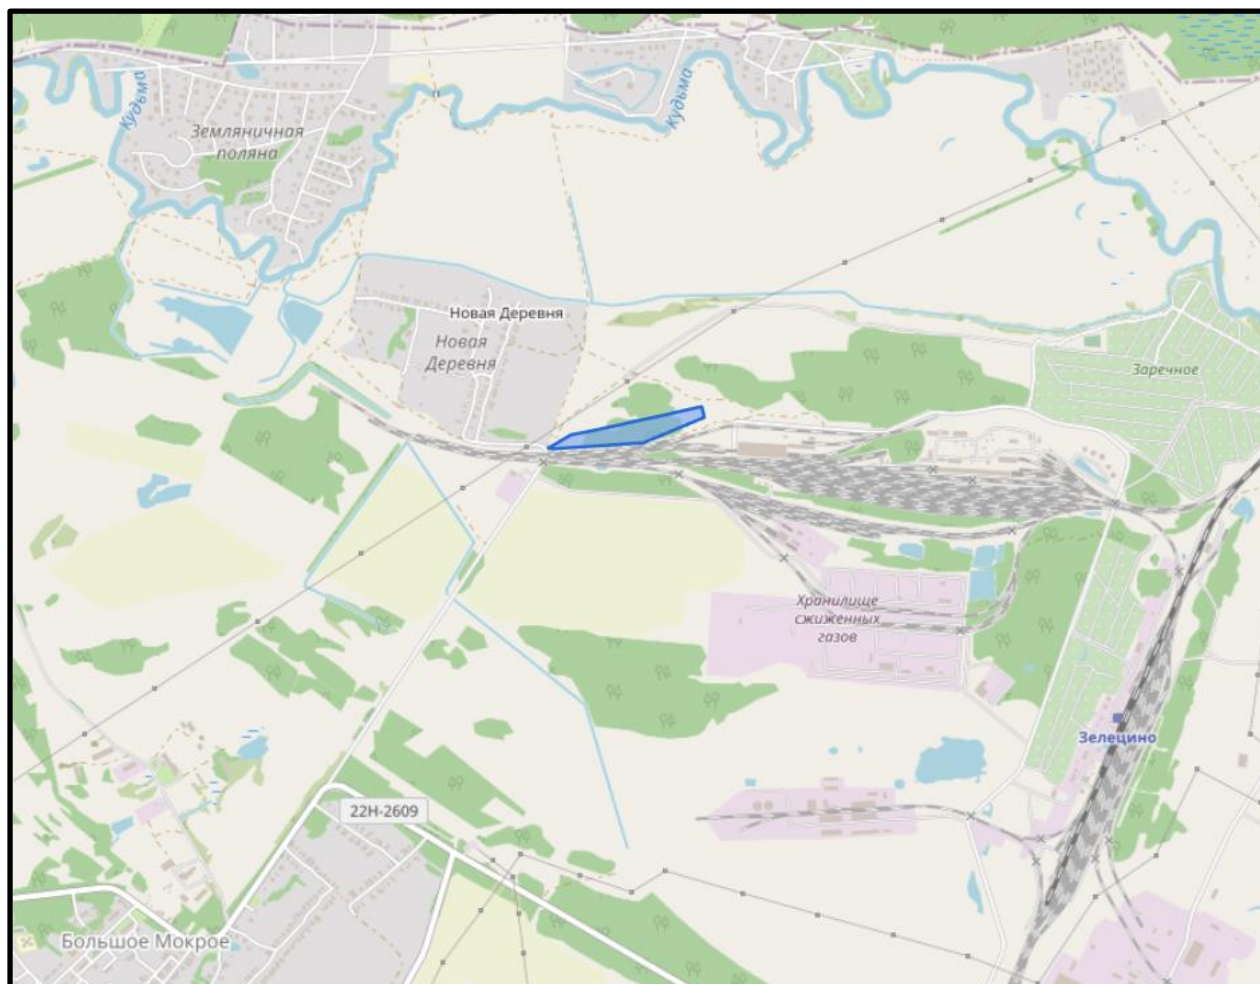 Кудьма
Кудьма
Земляничная
поляна
Новая Деревня
Новая
Деревня
Заречное
Хранилище
сжиженных
газов
Зелецино
22Н-2609
Большое Мокрое